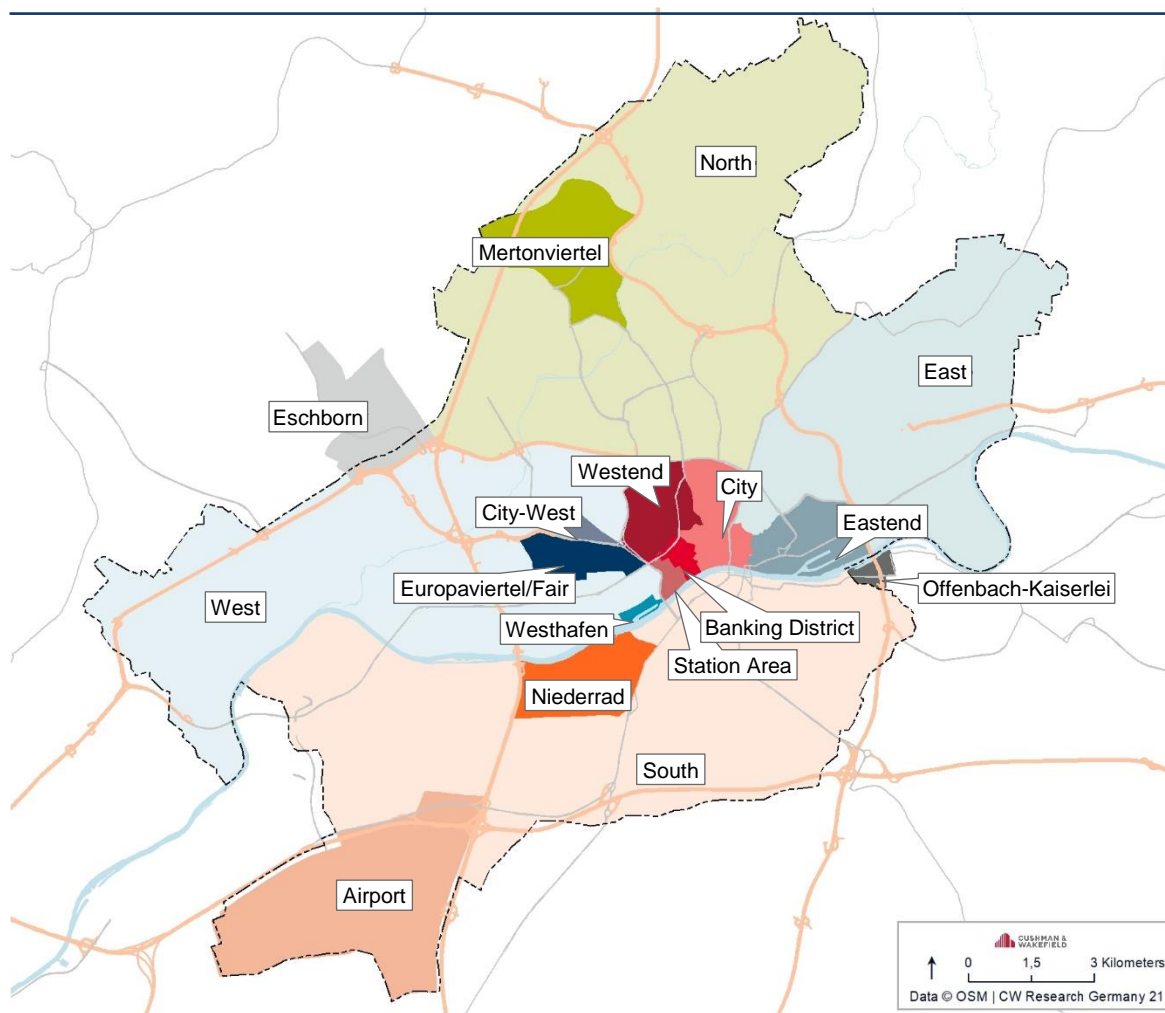 North
Mertonviertel
East
Eschborn
Westend
City
City-West
Eastend
Europaviertel/Fair
Offenbach-Kaiserlei
West
Westhafen
Banking District
Station Area
Niederrad
South
Airport
CUSHMAN &
WAKEFIELD
0 1,5 3 Kilometers
Data © OSM | CW Research Germany 21